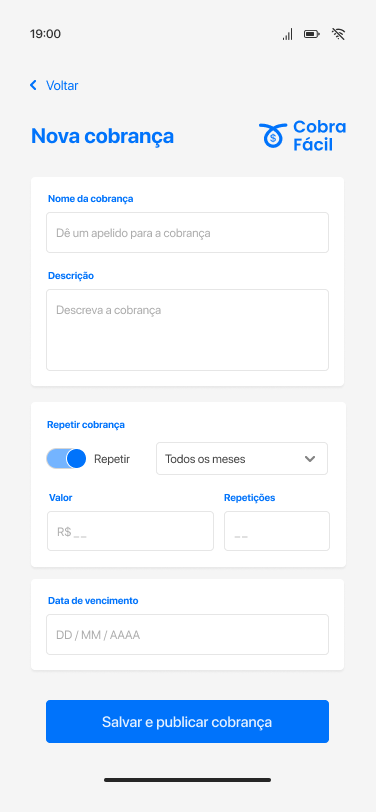 19:00
Voltar
Nova cobrança
Cobra
Fácil
Nome da cobrança
Dê um apelido para a cobrança
Descrição
Descreva a cobrança
Repetir cobrança
Repetir
Todos os meses
Valor
Repetições
R$ _ _
_ _
Data de vencimento
DD / MM / AAAA
Salvar e publicar cobrança